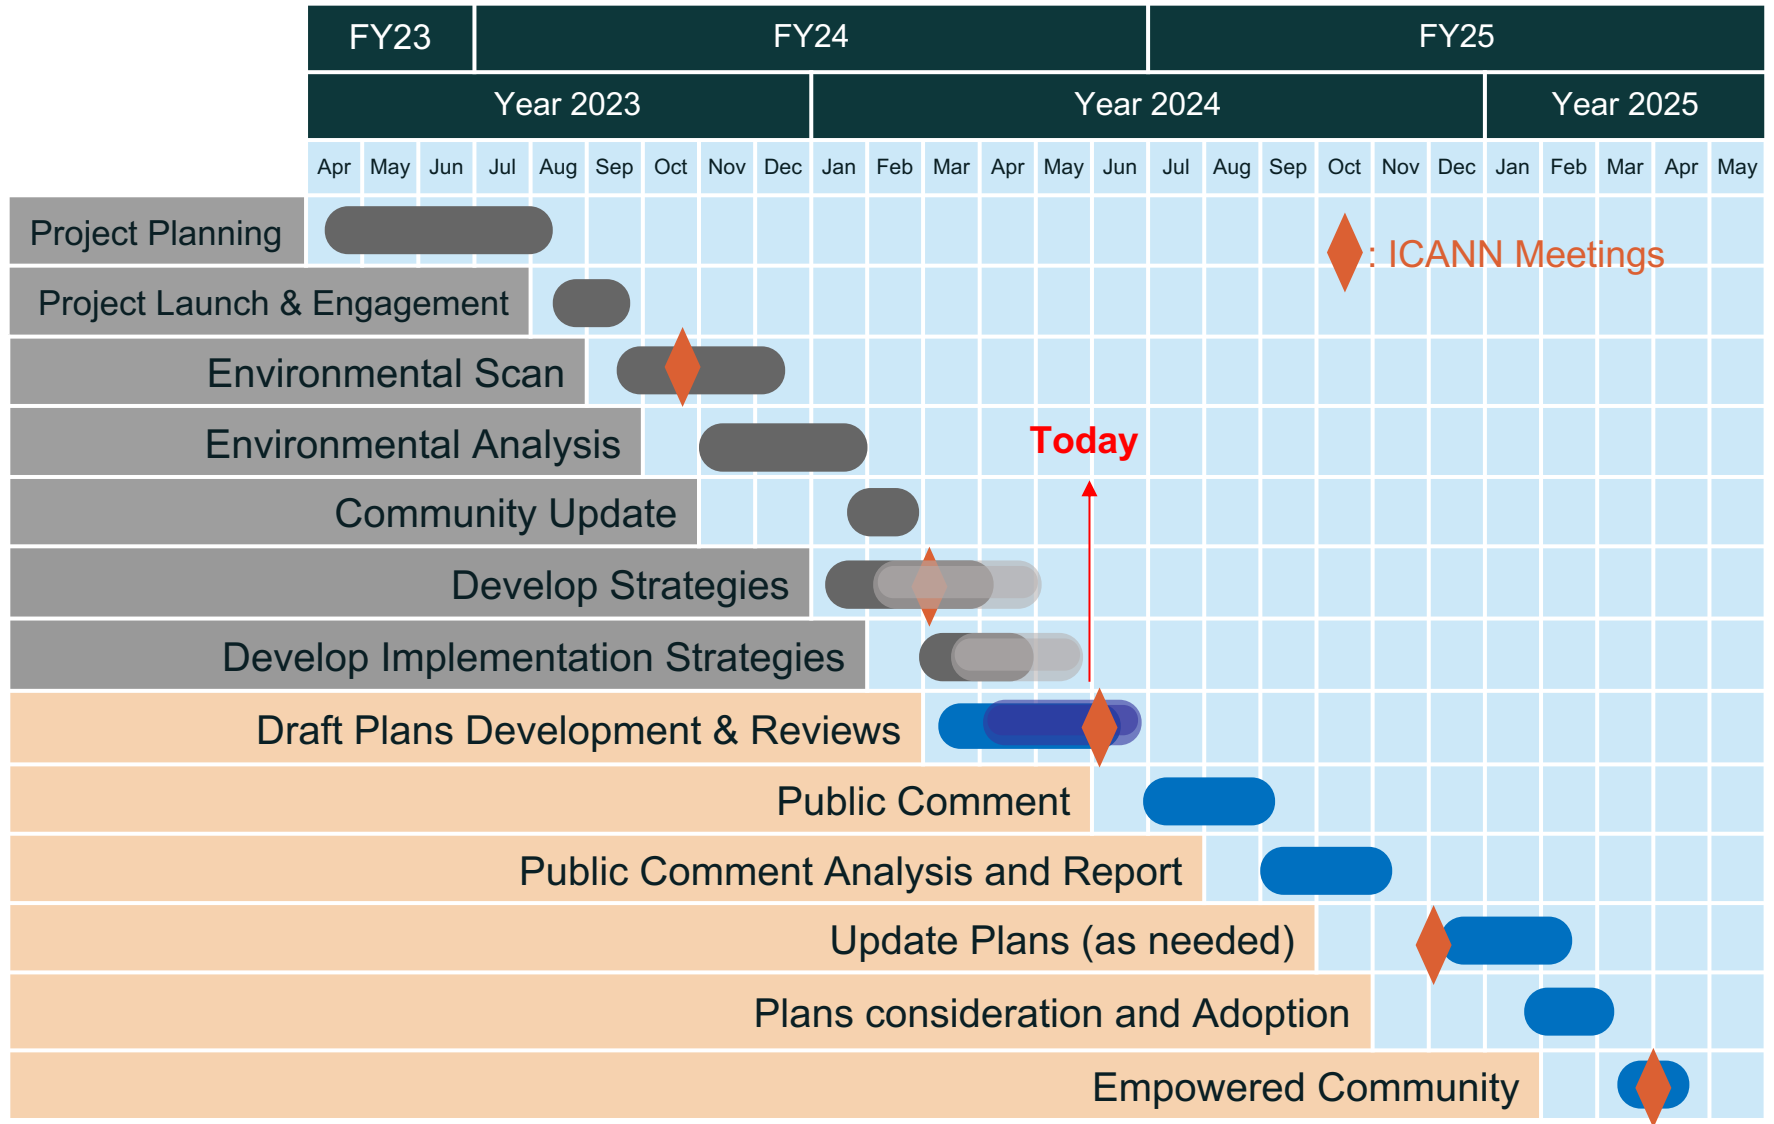 FY23 FY24 FY25
Year 2023 Year 2024 Year 2025
Apr May Jun Jul Aug Sep Oct Nov Dec Jan Feb Mar Apr May Jun Jul Aug Sep Oct Nov Dec Jan Feb Mar Apr May
Project Planning
: ICANN Meetings
Project Launch & Engagement
Environmental Scan
Environmental Analysis
Today
Community Update
Develop Strategies
Develop Implementation Strategies
Draft Plans Development & Reviews
Public Comment
Public Comment Analysis and Report
Update Plans (as needed)
Plans consideration and Adoption
Empowered Community